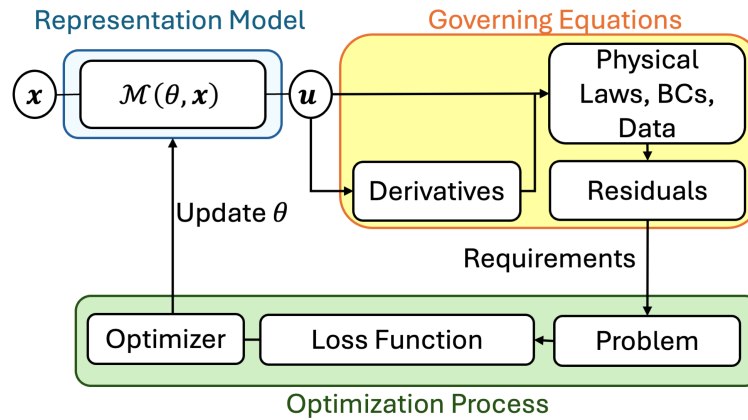 Representation Model
Governing Equations
x
ℳ(θ, x)
u
Physical
Laws, BCs,
Data
Derivatives
Residuals
Update θ
Requirements
Optimizer
Loss Function
Problem
Optimization Process